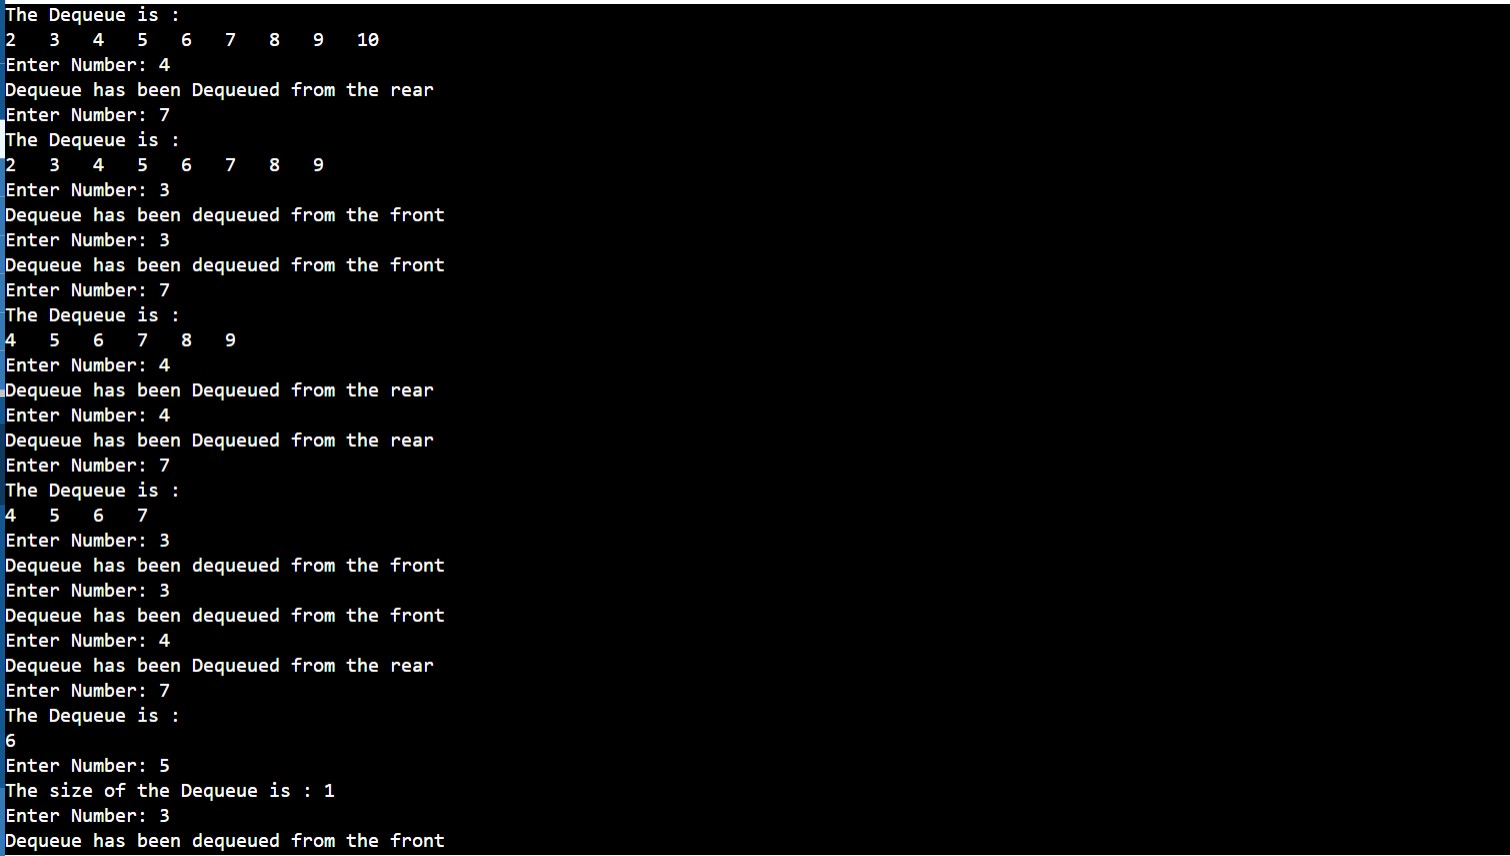 The Dequeue is :
2   3   4   5   6   7   8   9   10
Enter Number: 4
Dequeue has been Dequeued from the rear
Enter Number: 7
The Dequeue is :
2   3   4   5   6   7   8   9
Enter Number: 3
Dequeue has been dequeued from the front
Enter Number: 3
Dequeue has been dequeued from the front
Enter Number: 7
The Dequeue is :
4   5   6   7   8   9
Enter Number: 4
Dequeue has been Dequeued from the rear
Enter Number: 4
Dequeue has been Dequeued from the rear
Enter Number: 7
The Dequeue is :
4   5   6   7
Enter Number: 3
Dequeue has been dequeued from the front
Enter Number: 3
Dequeue has been dequeued from the front
Enter Number: 4
Dequeue has been Dequeued from the rear
Enter Number: 7
The Dequeue is :
6
Enter Number: 5
The size of the Dequeue is : 1
Enter Number: 3
Dequeue has been dequeued from the front